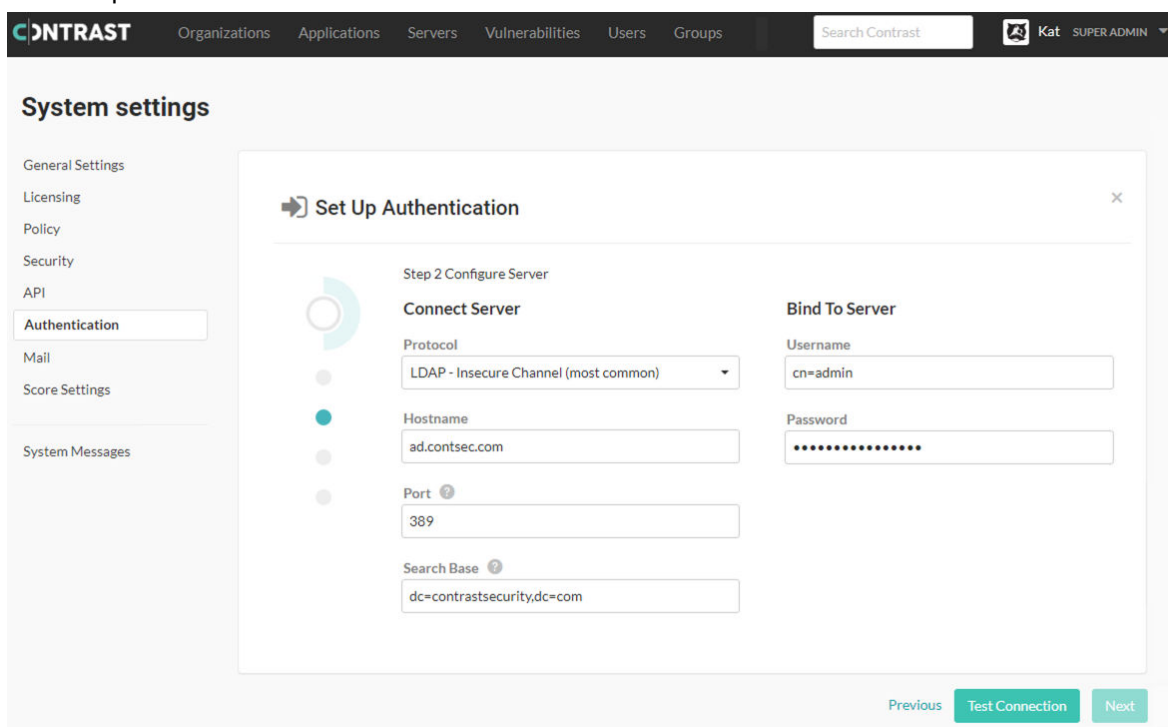 CONTRAST Organizations Applications Servers Vulnerabilities Users Groups Search Contrast Kat SUPER ADMIN
System settings
General Settings
Licensing
Policy
Security
API
Authentication
Mail
Score Settings
System Messages
Set Up Authentication
Step 2 Configure Server
Connect Server
Protocol
LDAP - Insecure Channel (most common)
Hostname
ad.contsec.com
Port
389
Search Base
dc=contrastsecurity,dc=com
Bind To Server
Username
cn=admin
Password
••••••••••••••••
Previous Test Connection Next